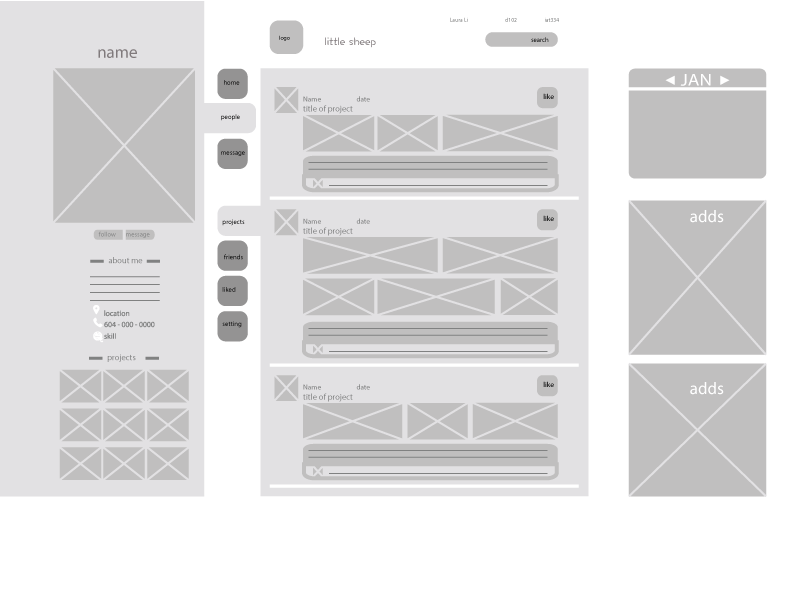 Laura Li d102 iat334
logo
little sheep
search
name
follow message
about me
location
604 - 000 - 0000
skill
projects
home
people
message
projects
friends
liked
setting
Name date
title of project
like
Name date
title of project
like
Name date
title of project
like
◄ JAN ►
adds
adds